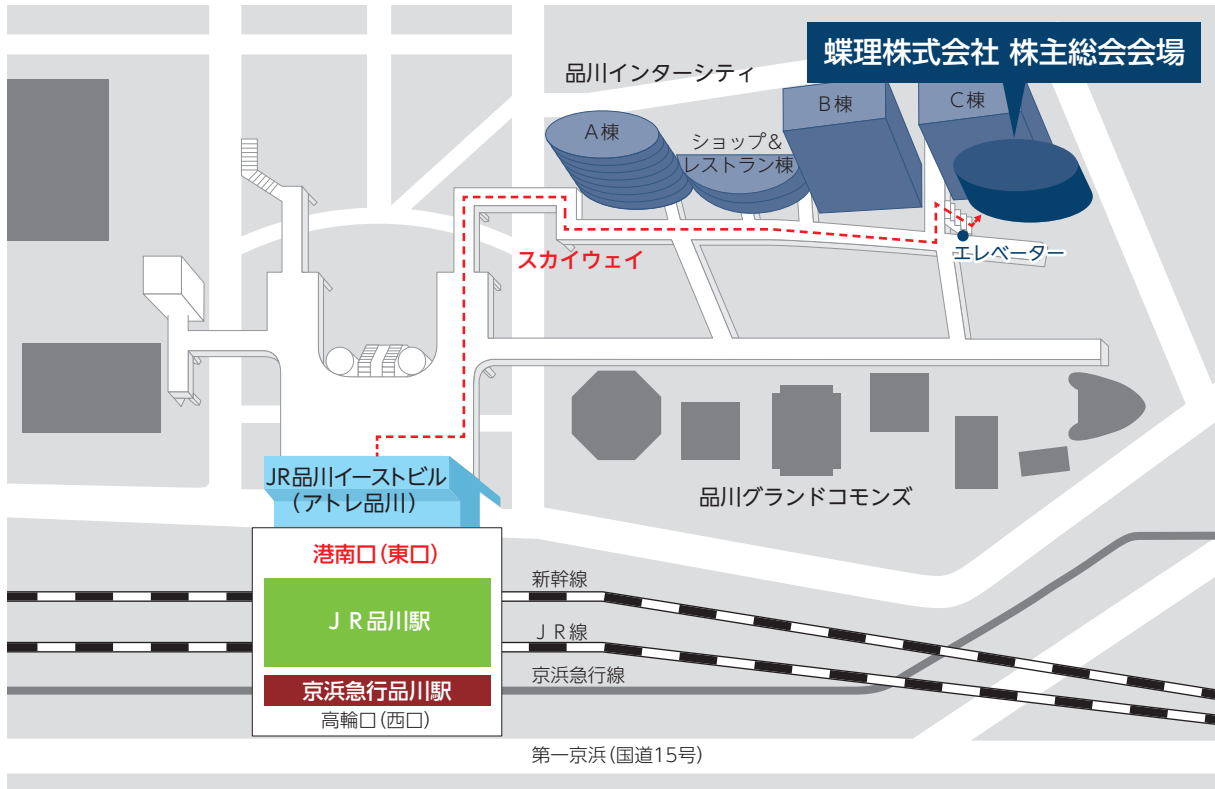 蝶理株式会社 株主総会会場
品川インターシティ
A棟
ショップ＆
レストラン棟
B棟
C棟
スカイウェイ
エレベーター
JR品川イーストビル
（アトレ品川）
品川グランドコモンズ
港南口（東口）
ＪＲ品川駅
京浜急行品川駅
高輪口（西口）
新幹線
ＪＲ線
京浜急行線
第一京浜（国道15号）